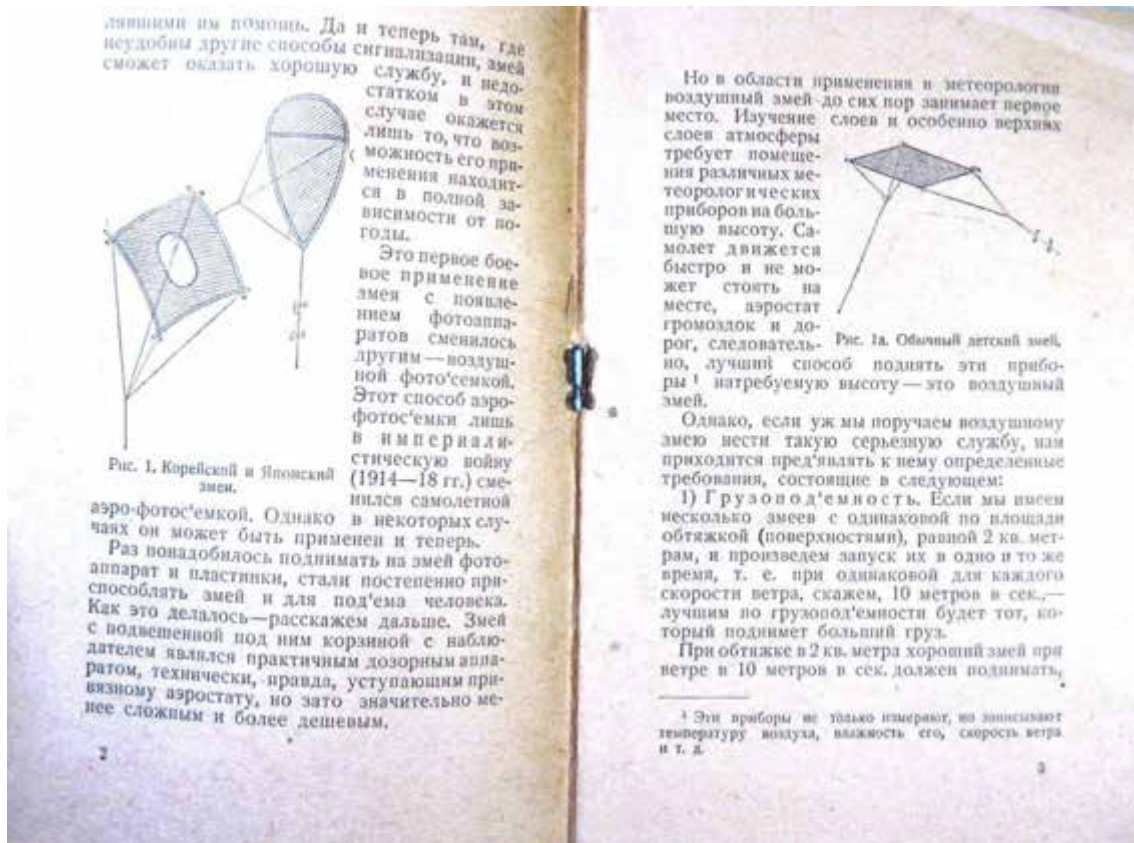 лявшими им помощь. Да и теперь там, где
неудобны другие способы сигнализации, змей
сможет оказать хорошую службу, и недо-
статком в этом
случае окажется
лишь то, что воз-
можность его при-
менения находит-
ся в полной за-
висимости от по-
годы.
Это первое бое-
вое применение
змея с появле-
нием фотоаппа-
ратов сменилось
другим — воздуш-
ной фото'семкой.
Этот способ аэро-
фотос'емки лишь
в империали-
стическую войну
(1914—18 гг.) сме-
нился самолетной
Рис. 1. Корейской и Японский
змеи.
аэро-фотос'емкой. Однако в некоторых слу-
чаях он может быть применен и теперь.
Раз понадобилось поднимать на змей фото-
аппарат и пластинки, стали постепенно при-
способлять змей и для под'ема человека.
Как это делалось—расскажем дальше. Змей
с подвешенной под ним корзиной с наблю-
дателем являлся практичным дозорным аппа-
ратом, технически, правда, уступающим при-
вязному аэростату, но зато значительно ме-
нее сложным и более дешевым.
2
Но в области применения в метеорологии
воздушный змей до сих пор занимает первое
место. Изучение слоев и особенно верхних
слоев атмосферы
требует помеще-
ния различных ме-
теорологических
приборов на боль-
шую высоту. Са-
молет движется
быстро и не мо-
жет стоять на
месте, аэростат
громоздок и до-
рог, следователь-
Рис. 1а. Обычный детский змей.
но, лучший способ поднять эти прибо-
ры ¹ натребуемую высоту — это воздушный
змей.
Однако, если уж мы поручаем воздушному
змею нести такую серьезную службу, нам
приходится пред'являть к нему определенные
требования, состоящие в следующем:
1) Грузопод'емность. Если мы имеем
несколько змеев с одинаковой по площади
обтяжкой (поверхностями), равной 2 кв. мет-
рам, и произведем запуск их в одно и то же
время, т. е. при одинаковой для каждого
скорости ветра, скажем, 10 метров в сек.,—
лучшим по грузопод'емности будет тот, ко-
торый поднимет больший груз.
При обтяжке в 2 кв. метра хороший змей при
ветре в 10 метров в сек. должен поднимать,
¹ Эти приборы не только измеряют, но записывают
температуру воздуха, влажность его, скорость ветра
и т. д.
3